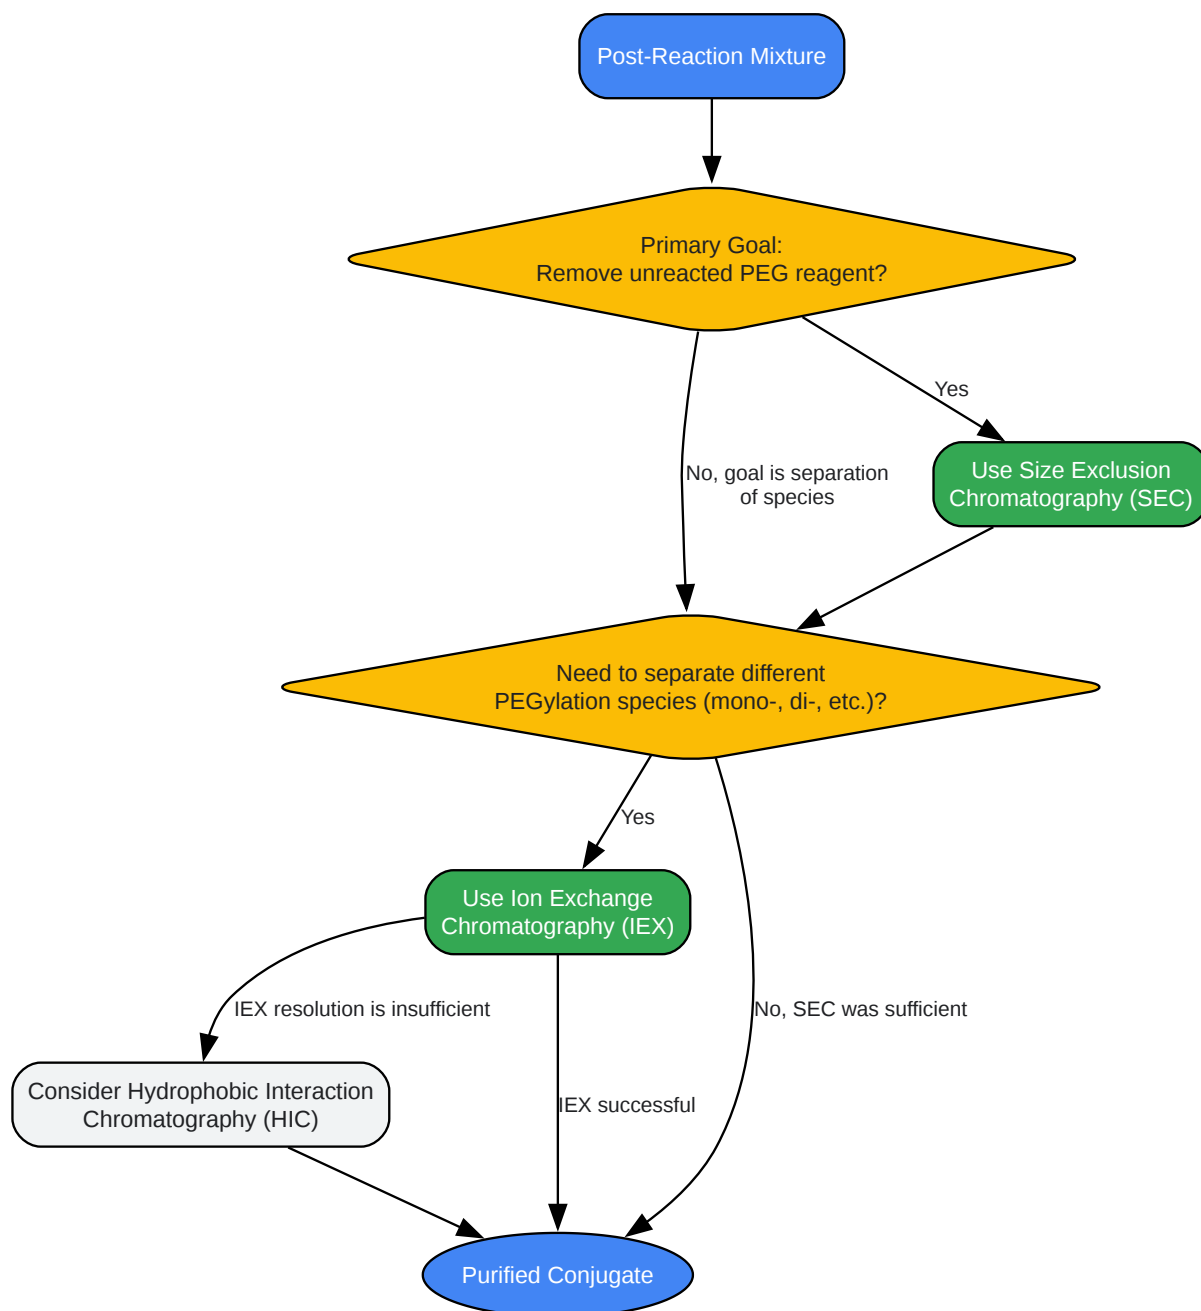 Post-Reaction Mixture
Primary Goal:
Remove unreacted PEG reagent?
Yes
Use Size Exclusion
Chromatography (SEC)
No, goal is separation
of species
Need to separate different
PEGylation species (mono-, di-, etc.)?
Yes
Use Ion Exchange
Chromatography (IEX)
IEX resolution is insufficient
No, SEC was sufficient
Consider Hydrophobic Interaction
Chromatography (HIC)
IEX successful
Purified Conjugate